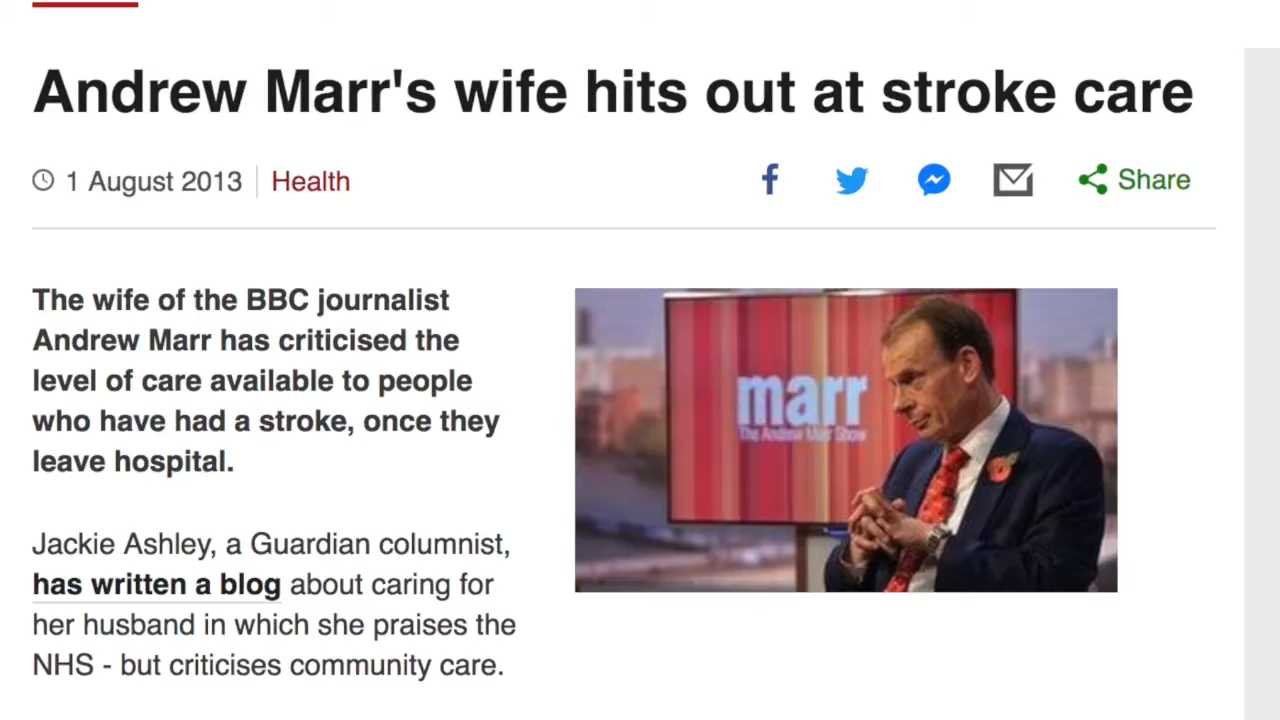 Andrew Marr's wife hits out at stroke care
1 August 2013 Health Share
The wife of the BBC journalist
Andrew Marr has criticised the
level of care available to people
who have had a stroke, once they
leave hospital.
marr
The Andrew Marr Show
Jackie Ashley, a Guardian columnist,
has written a blog about caring for
her husband in which she praises the
NHS - but criticises community care.